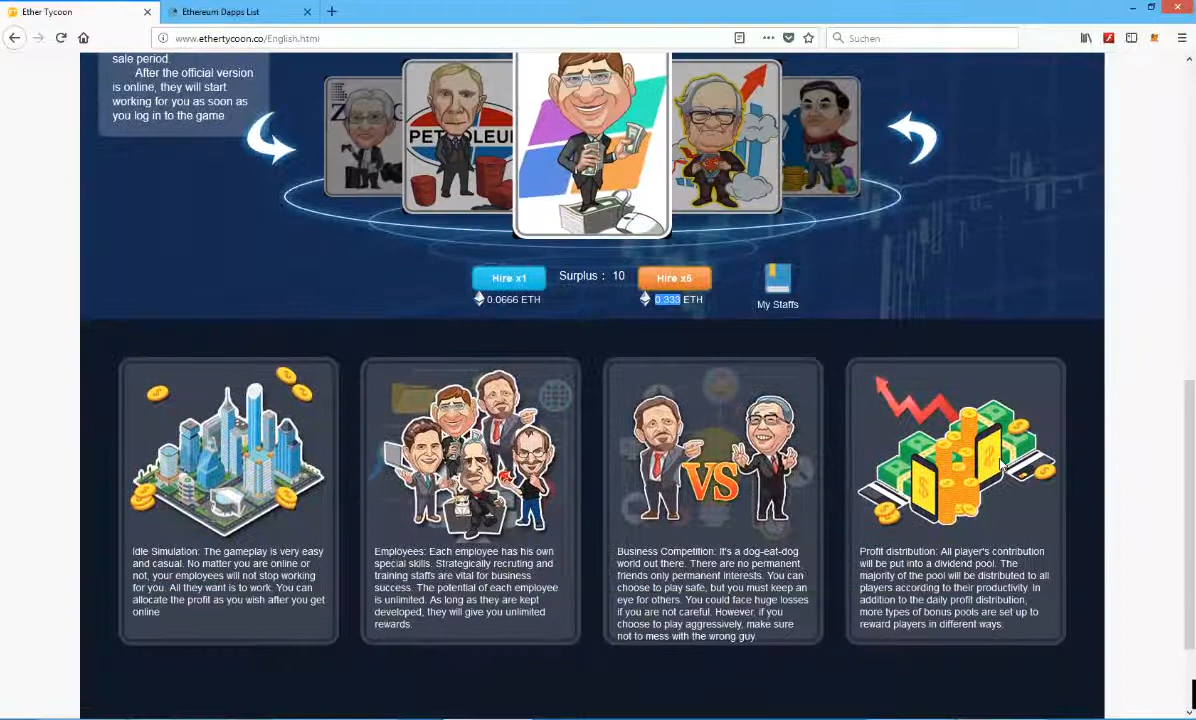 Ether Tycoon
Ethereum Dapps List
www.ethertycoon.co/English.html
Suchen
sale period.
After the official version
is online, they will start
working for you as soon as
you log in to the game
PETROLEUM
Hire x1
Surplus : 10
Hire x5
0.0666 ETH
0.333 ETH
My Staffs
VS
Idle Simulation: The gameplay is very easy
and casual. No matter you are online or
not, your employees will not stop working
for you. All they want is to work. You can
allocate the profit as you wish after you get
online
Employees: Each employee has his own
special skills. Strategically recruting and
training staffs are vital for business
success. The potential of each employee
is unlimited. As long as they are kept
developed, they will give you unlimited
rewards.
Business Competition: It's a dog-eat-dog
world out there. There are no permanent
friends only permanent interests. You can
choose to play safe, but you must keep an
eye for others. You could face huge losses
if you are not careful. However, if you
choose to play aggressively, make sure
not to mess with the wrong guy.
Profit distribution: All player's contribution
will be put into a dividend pool. The
majority of the pool will be distributed to all
players according to their productivity. In
addition to the daily profit distribution,
more types of bonus pools are set up to
reward players in different ways.